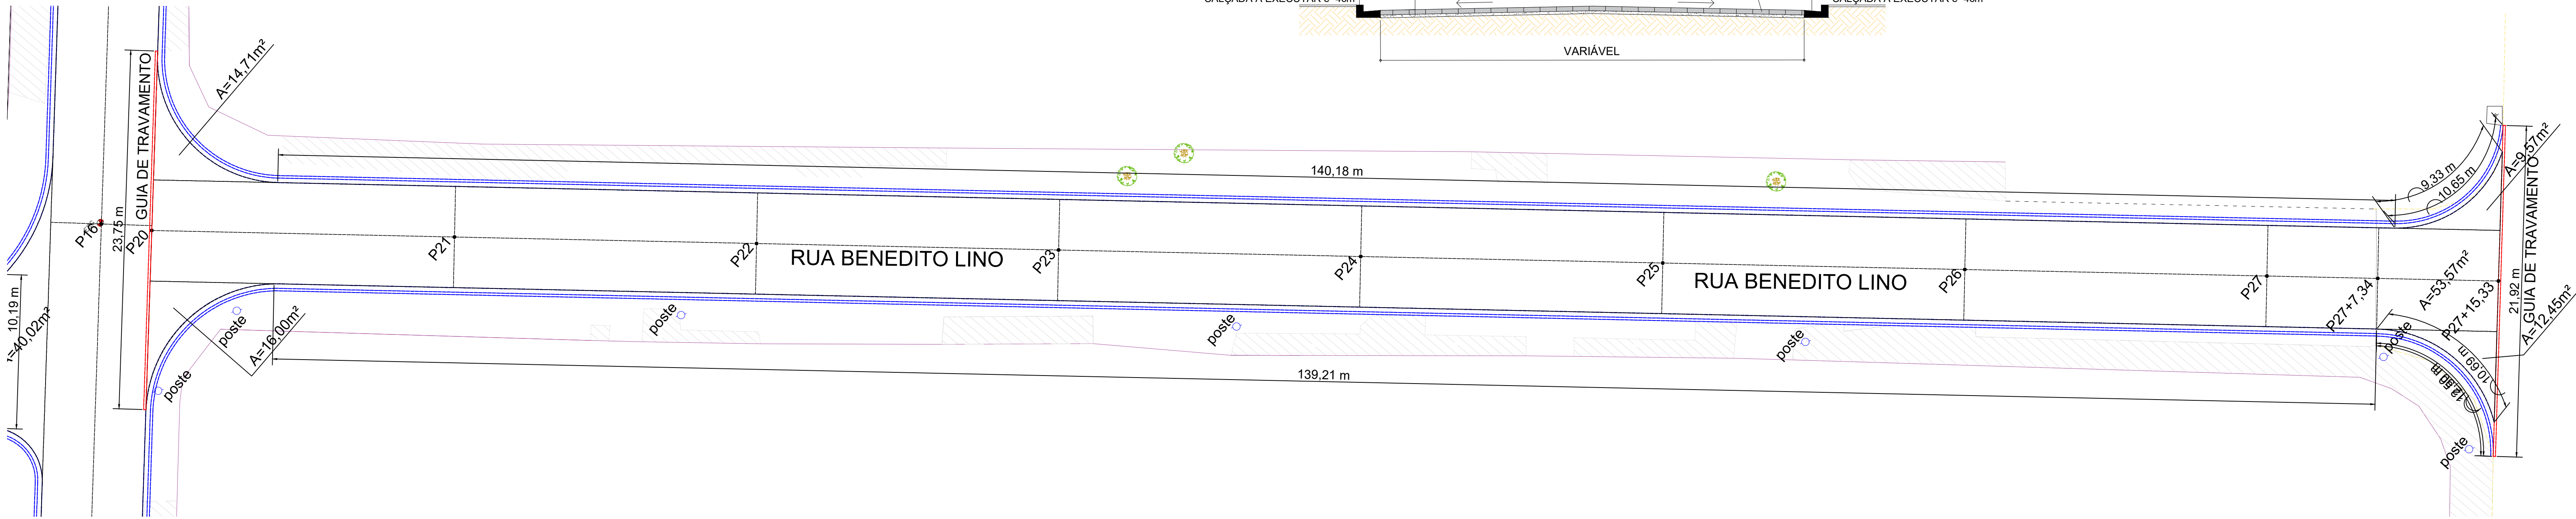 VARIÁVEL
GUIA DE TRAVAMENTO
A=14,71m²
140,18 m
9,33 m
10,65 m
A=9,57m²
GUIA DE TRAVAMENTO
P16
23,75 m
P20
P21
P22
RUA BENEDITO LINO
P23
P24
P25
RUA BENEDITO LINO
P26
P27
P27+7,34
A=53,57m²
P27+15,33
21,92 m
A=12,45m²
10,19 m
=40,02m²
poste
A=16,00m²
poste
poste
poste
poste
poste
poste
139,21 m
10,69 m